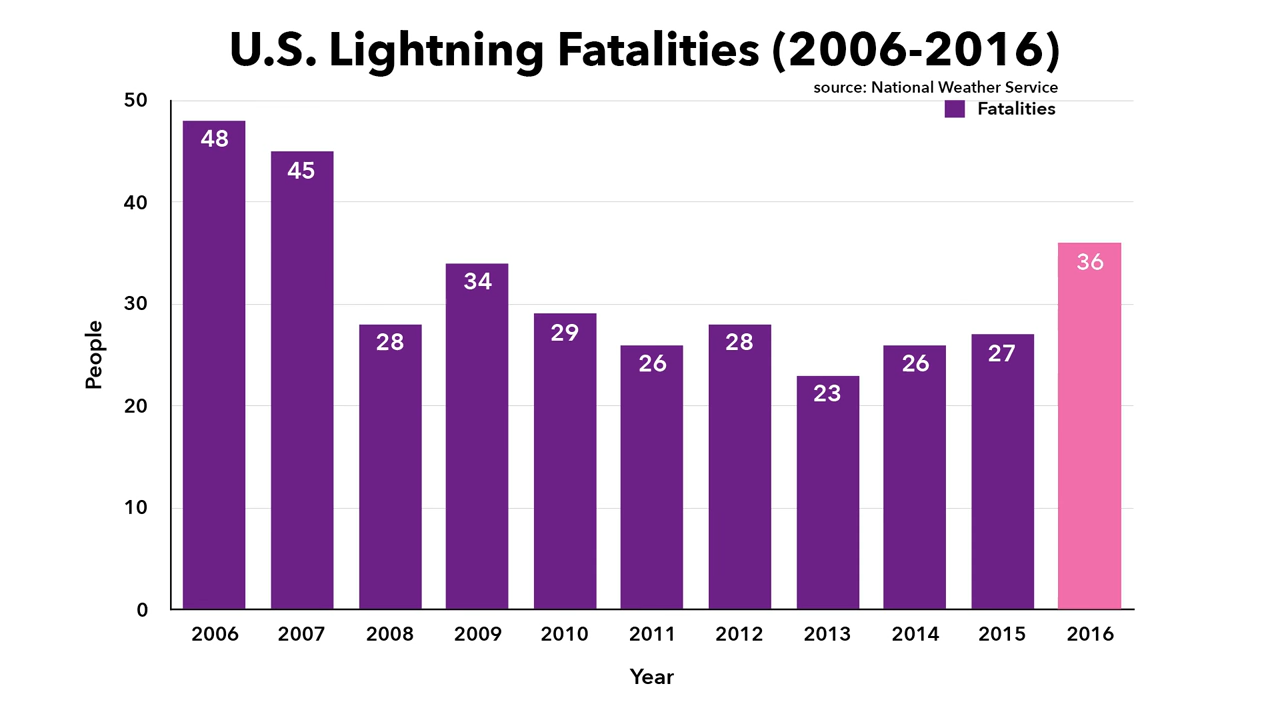 U.S. Lightning Fatalities (2006-2016)
source: National Weather Service
Fatalities
50
40
30
20
10
0
People
48
45
28
34
29
26
28
23
26
27
36
2006 2007 2008 2009 2010 2011 2012 2013 2014 2015 2016
Year